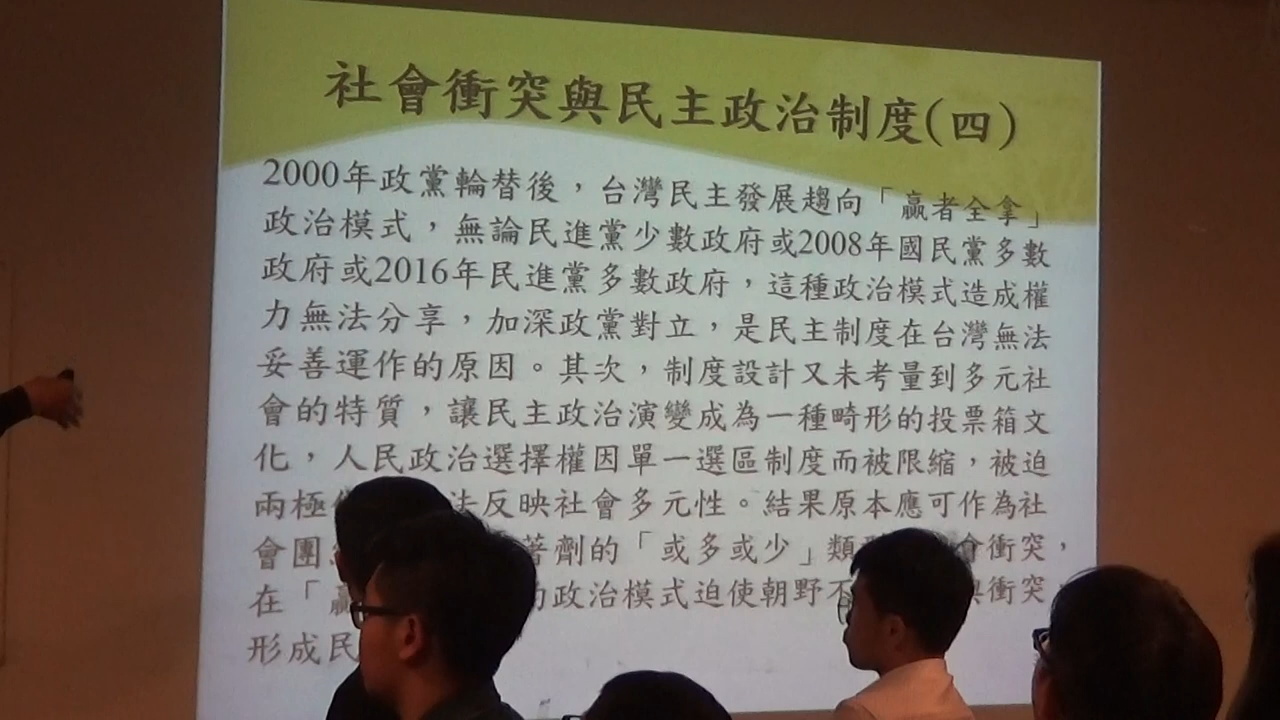 社會衝突與民主政治制度(四)
2000年政黨輪替後，台灣民主發展趨向「贏者全拿」
政治模式，無論民進黨少數政府或2008年國民黨多數
政府或2016年民進黨多數政府，這種政治模式造成權
力無法分享，加深政黨對立，是民主制度在台灣無法
妥善運作的原因。其次，制度設計又未考量到多元社
會的特質，讓民主政治演變成為一種畸形的投票箱文
化，人民政治選擇權因單一選區制度而被限縮，被迫
兩極 法反映社會多元性。結果原本應可作為社
會團 著劑的「或多或少」類 衝突，
在「 的政治模式迫使朝野不 與衝突
形成民